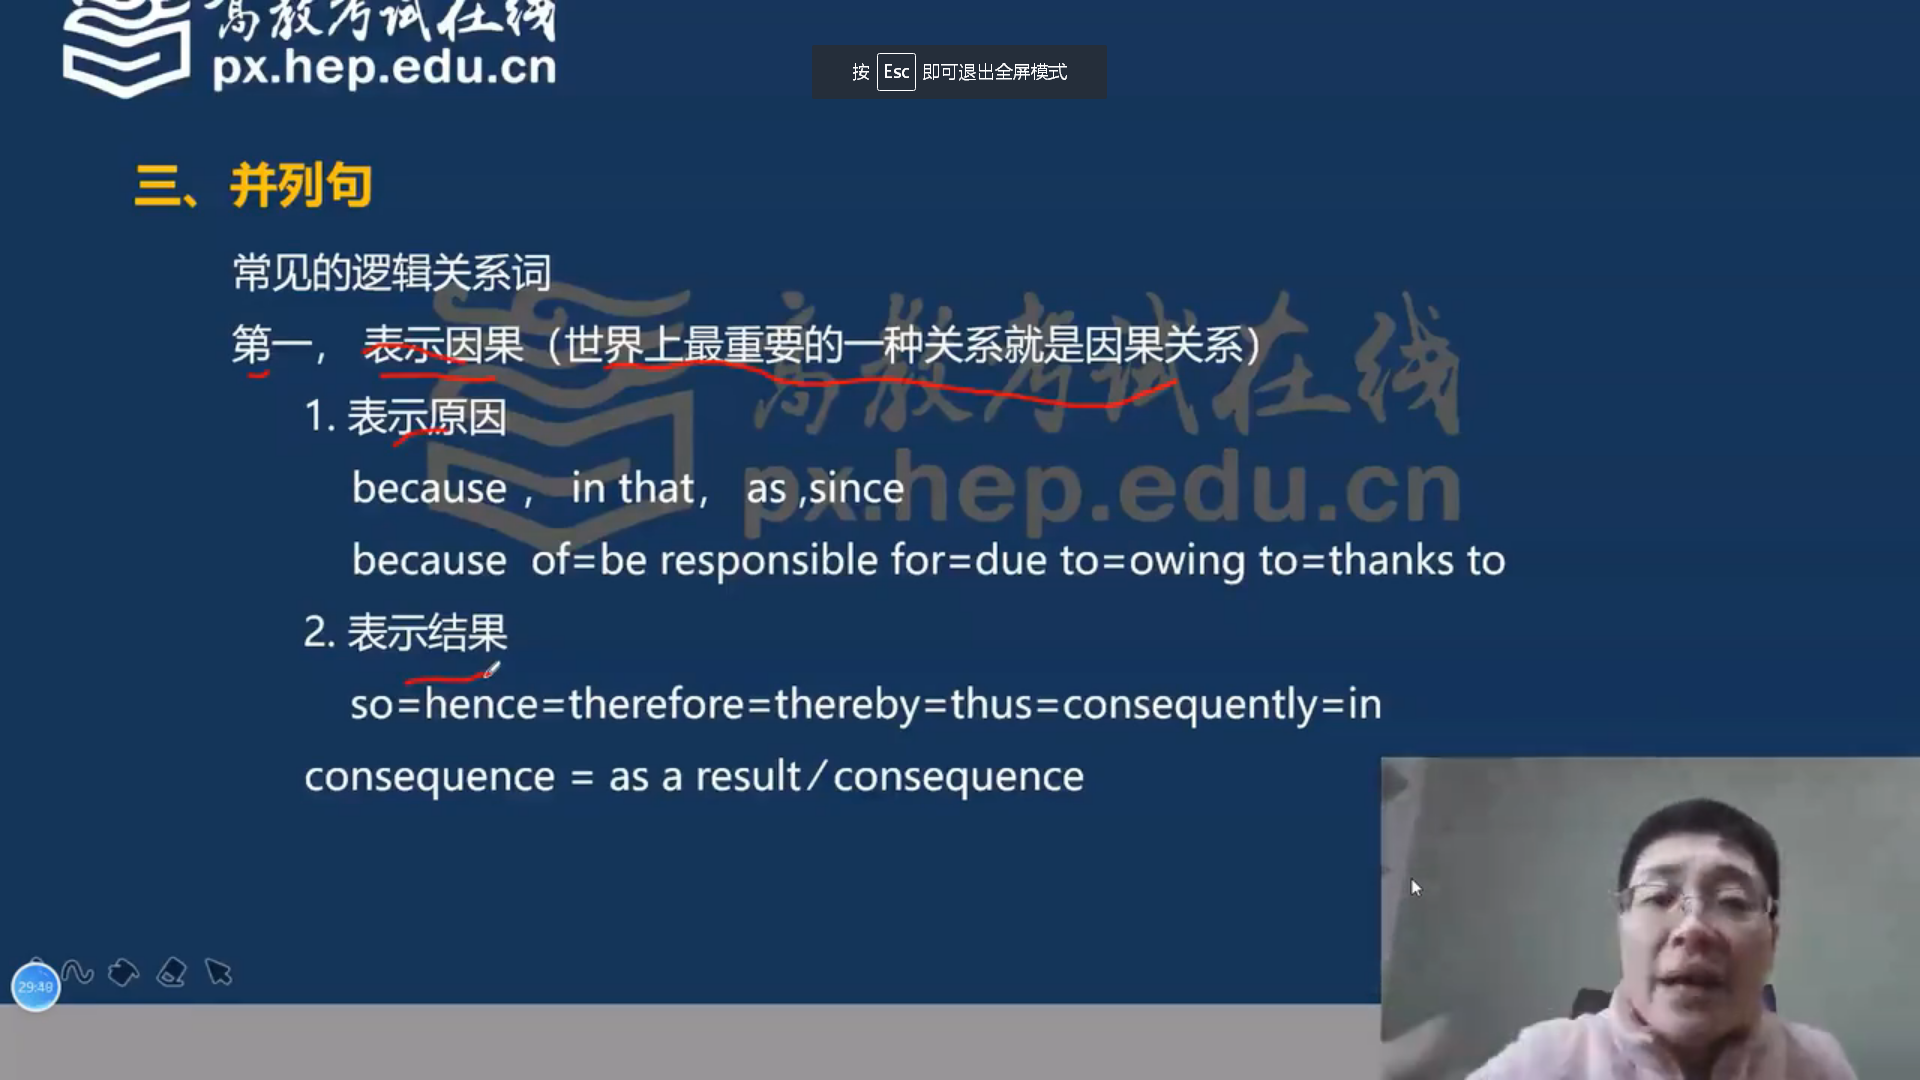 高教考试在线
px.hep.edu.cn
按 Esc 即可退出全屏模式
三、并列句
常见的逻辑关系词
第一，表示因果（世界上最重要的一种关系就是因果关系）
1. 表示原因
because， in that， as ,since
because of=be responsible for=due to=owing to=thanks to
2. 表示结果
so=hence=therefore=thereby=thus=consequently=in
consequence = as a result/consequence
高教考试在线
px.hep.edu.cn
29:48